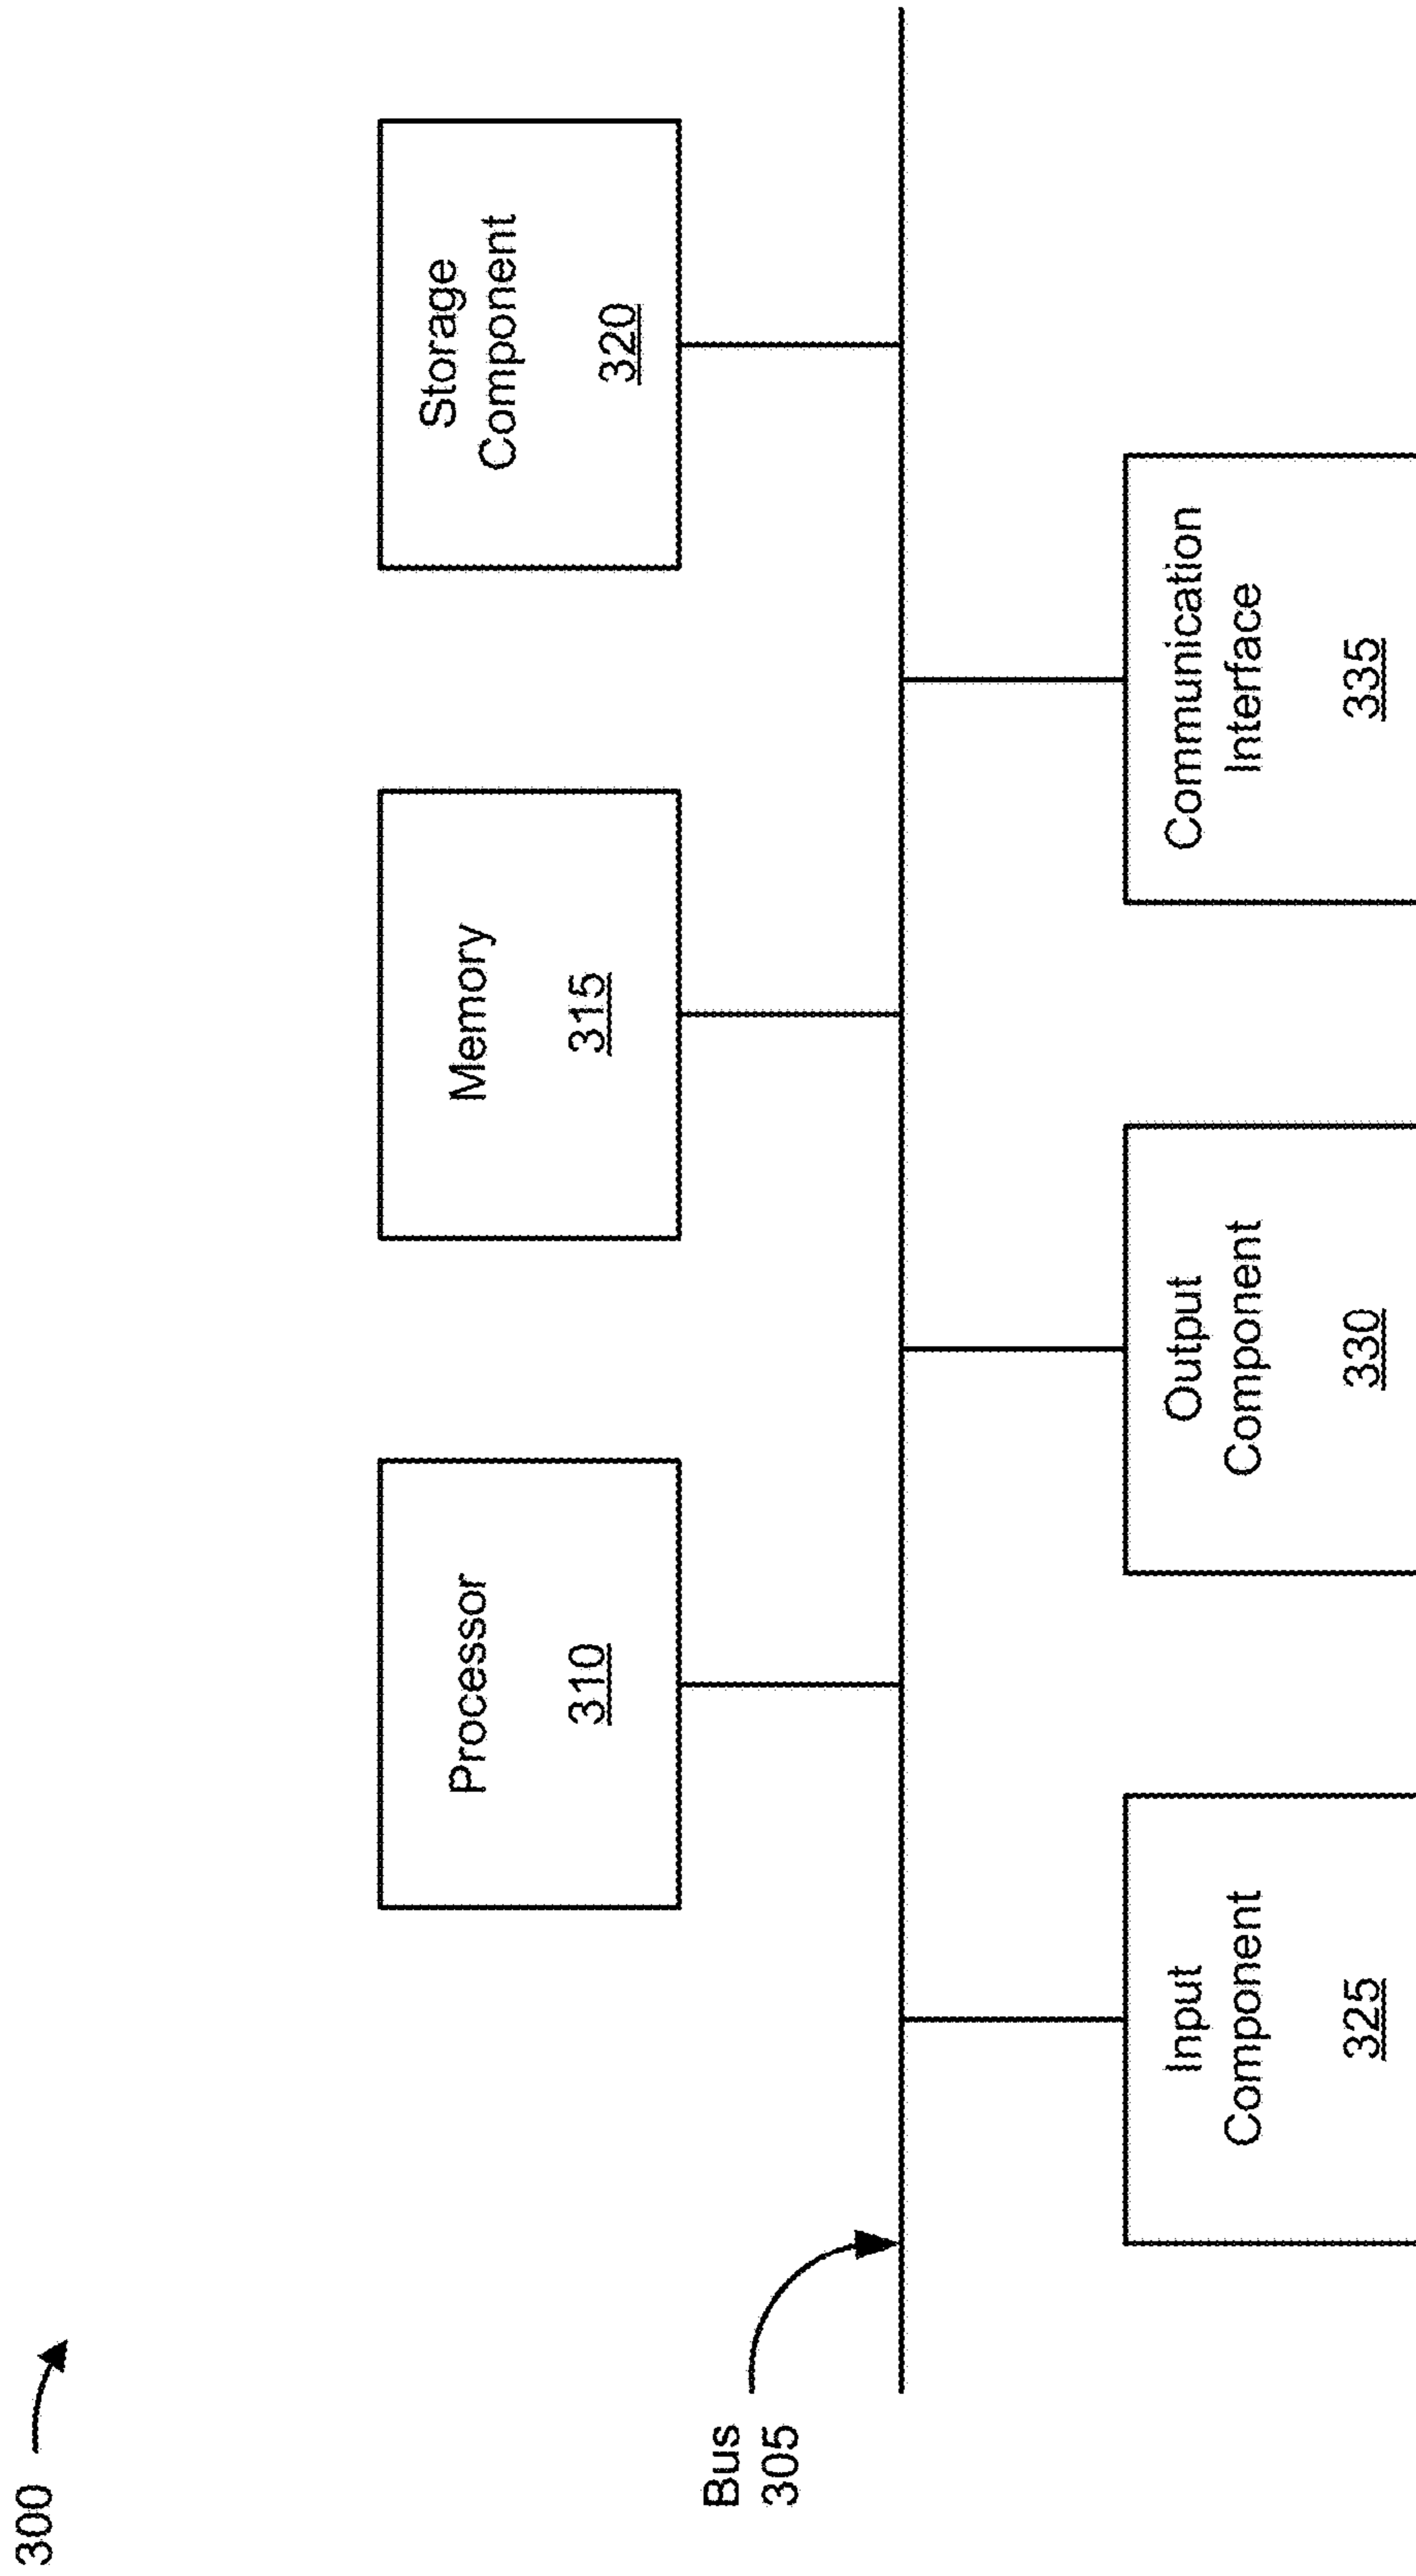 300
Processor
310
Memory
315
Storage
Component
320
Bus
305
Input
Component
325
Output
Component
330
Communication
Interface
335